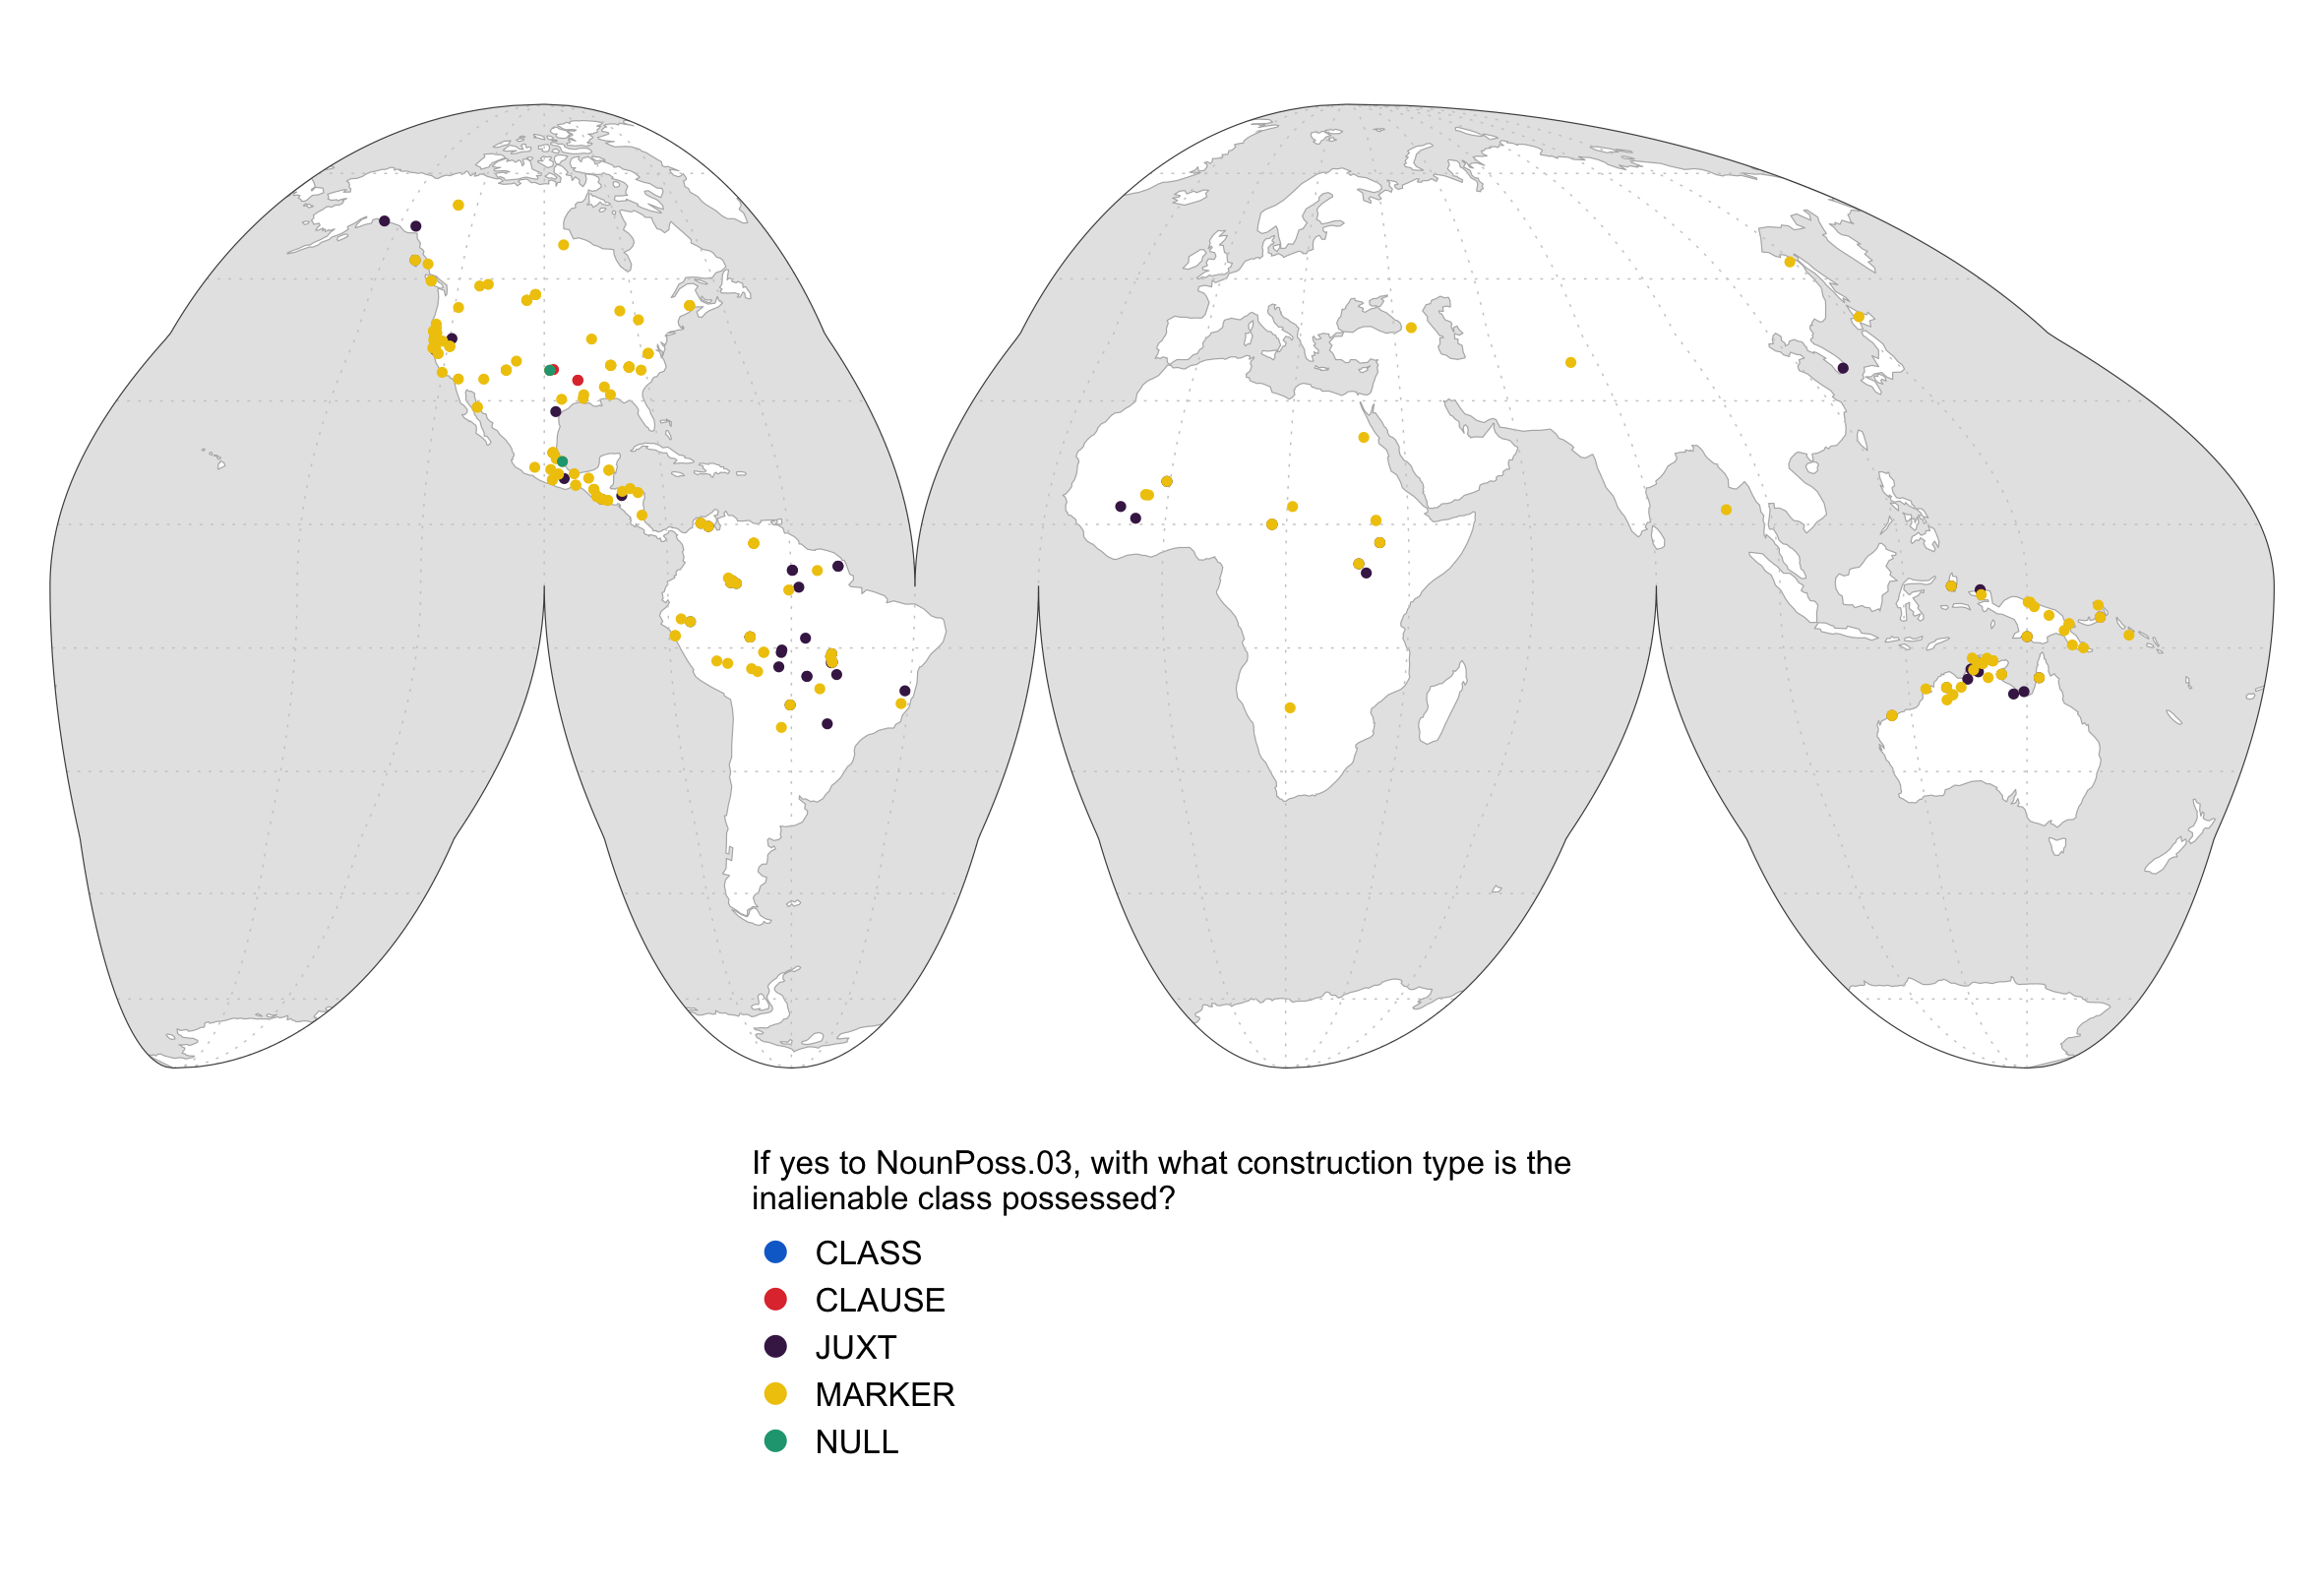 If yes to NounPoss.03, with what construction type is the
inalienable class possessed?
CLASS
CLAUSE
JUXT
MARKER
NULL